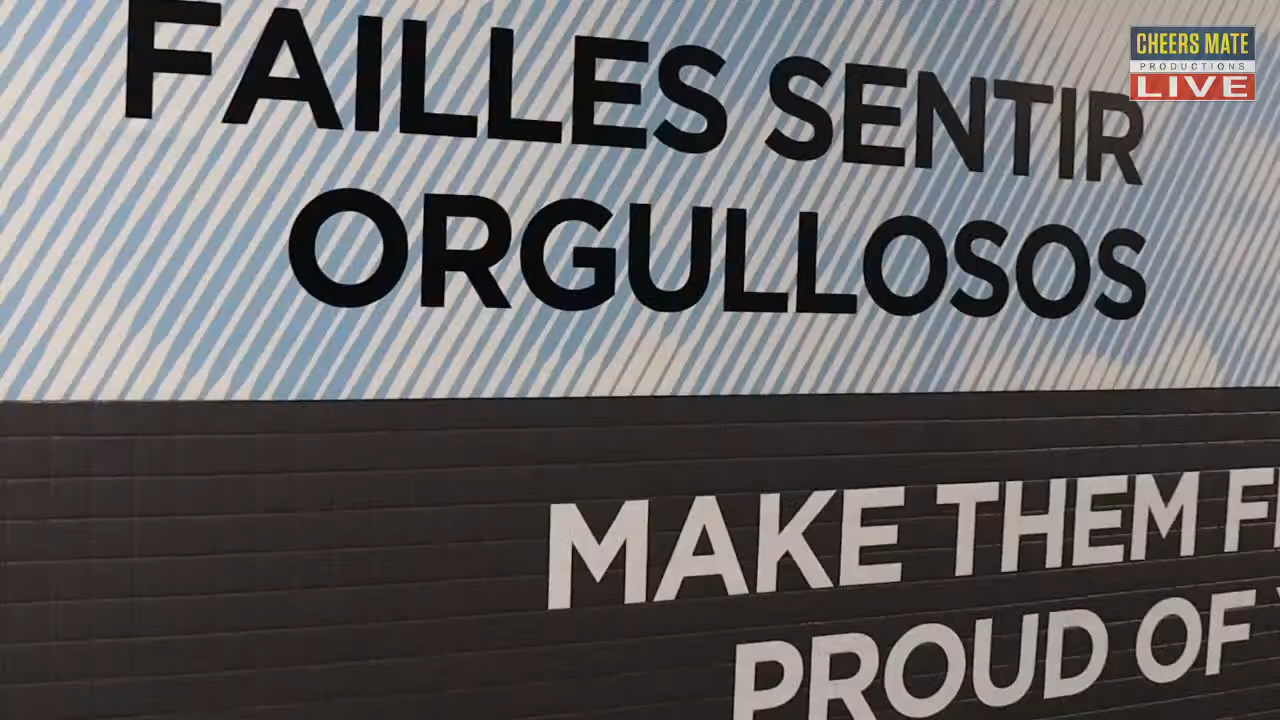 FAILLES SENTIR
ORGULLOSOS
MAKE THEM
PROUD OF
CHEERS MATE
PRODUCTIONS
LIVE